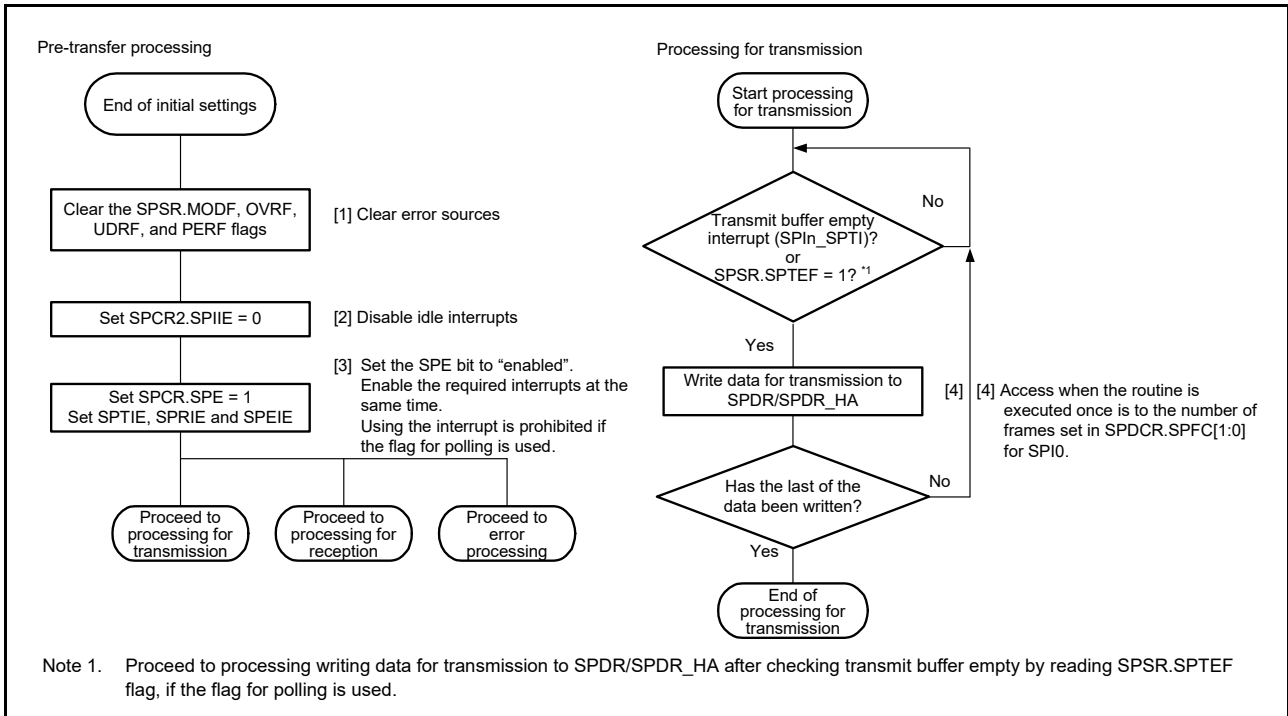 Pre-transfer processing
End of initial settings
Clear the SPSR.MODF, OVRF,
UDRF, and PERF flags
[1] Clear error sources
Set SPCR2.SPIIE = 0
[2] Disable idle interrupts
Set SPCR.SPE = 1
Set SPTIE, SPRIE and SPEIE
[3] Set the SPE bit to “enabled”.
Enable the required interrupts at the
same time.
Using the interrupt is prohibited if
the flag for polling is used.
Proceed to
processing for
transmission
Proceed to
processing for
reception
Proceed to
error
processing
Processing for transmission
Start processing
for transmission
Transmit buffer empty
interrupt (SPIn_SPTI)?
or
SPSR.SPTEF = 1? *1
No
Yes
Write data for transmission to
SPDR/SPDR_HA
[4]
[4] Access when the routine is
executed once is to the number of
frames set in SPDCR.SPFC[1:0]
for SPI0.
Has the last of the
data been written?
No
Yes
End of
processing for
transmission
Note 1. Proceed to processing writing data for transmission to SPDR/SPDR_HA after checking transmit buffer empty by reading SPSR.SPTEF
flag, if the flag for polling is used.